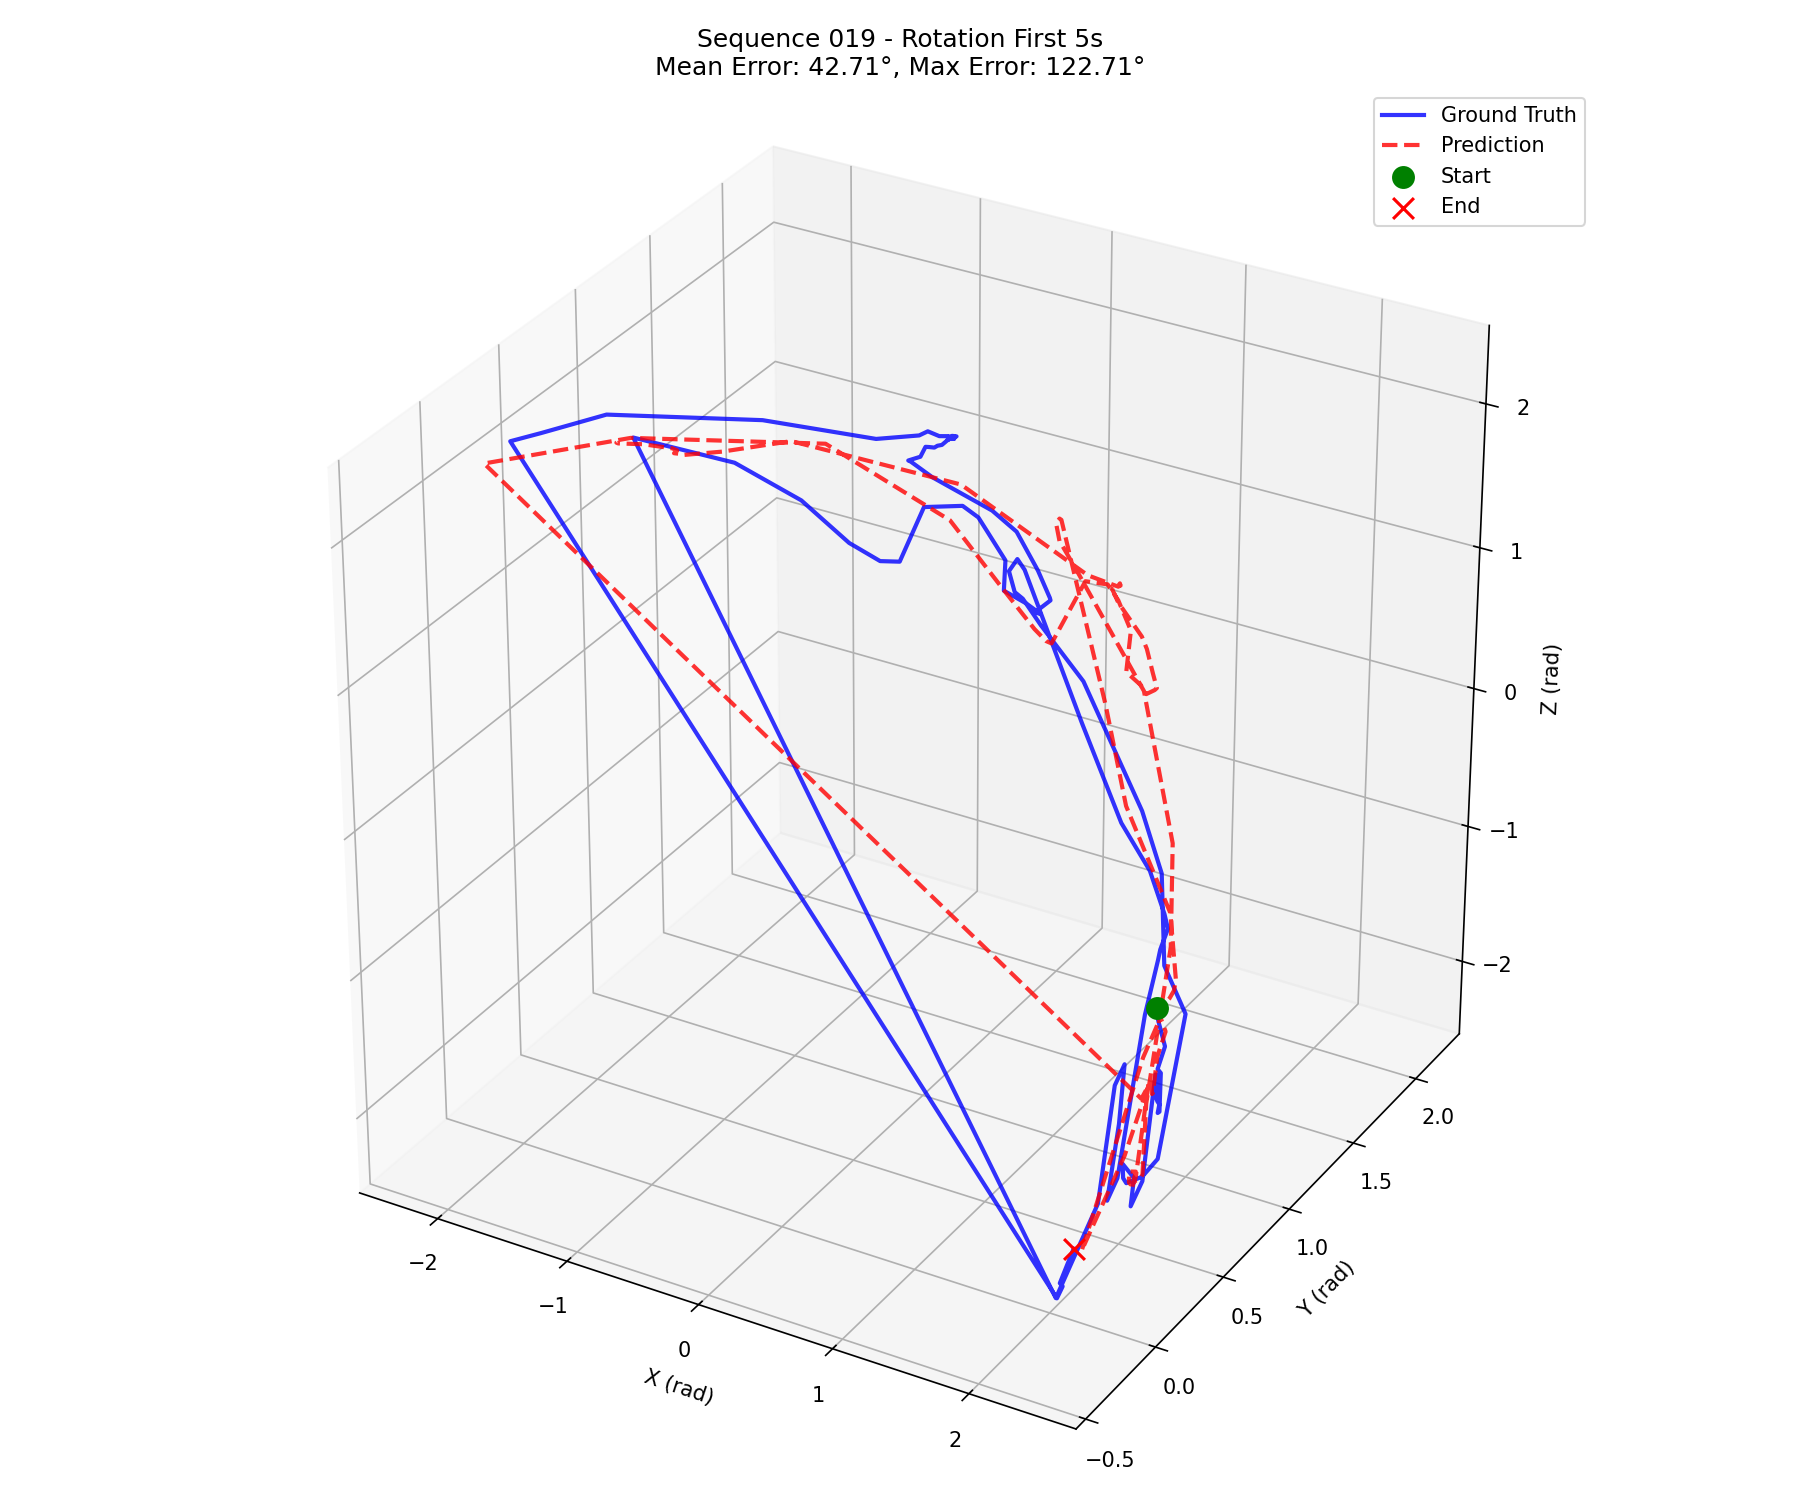 Sequence 019 - Rotation First 5s
Mean Error: 42.71°, Max Error: 122.71°
Ground Truth
Prediction
Start
End
2
1
0
−1
−2
Z (rad)
2.0
1.5
1.0
0.5
0.0
−0.5
Y (rad)
−2
−1
0
1
2
X (rad)